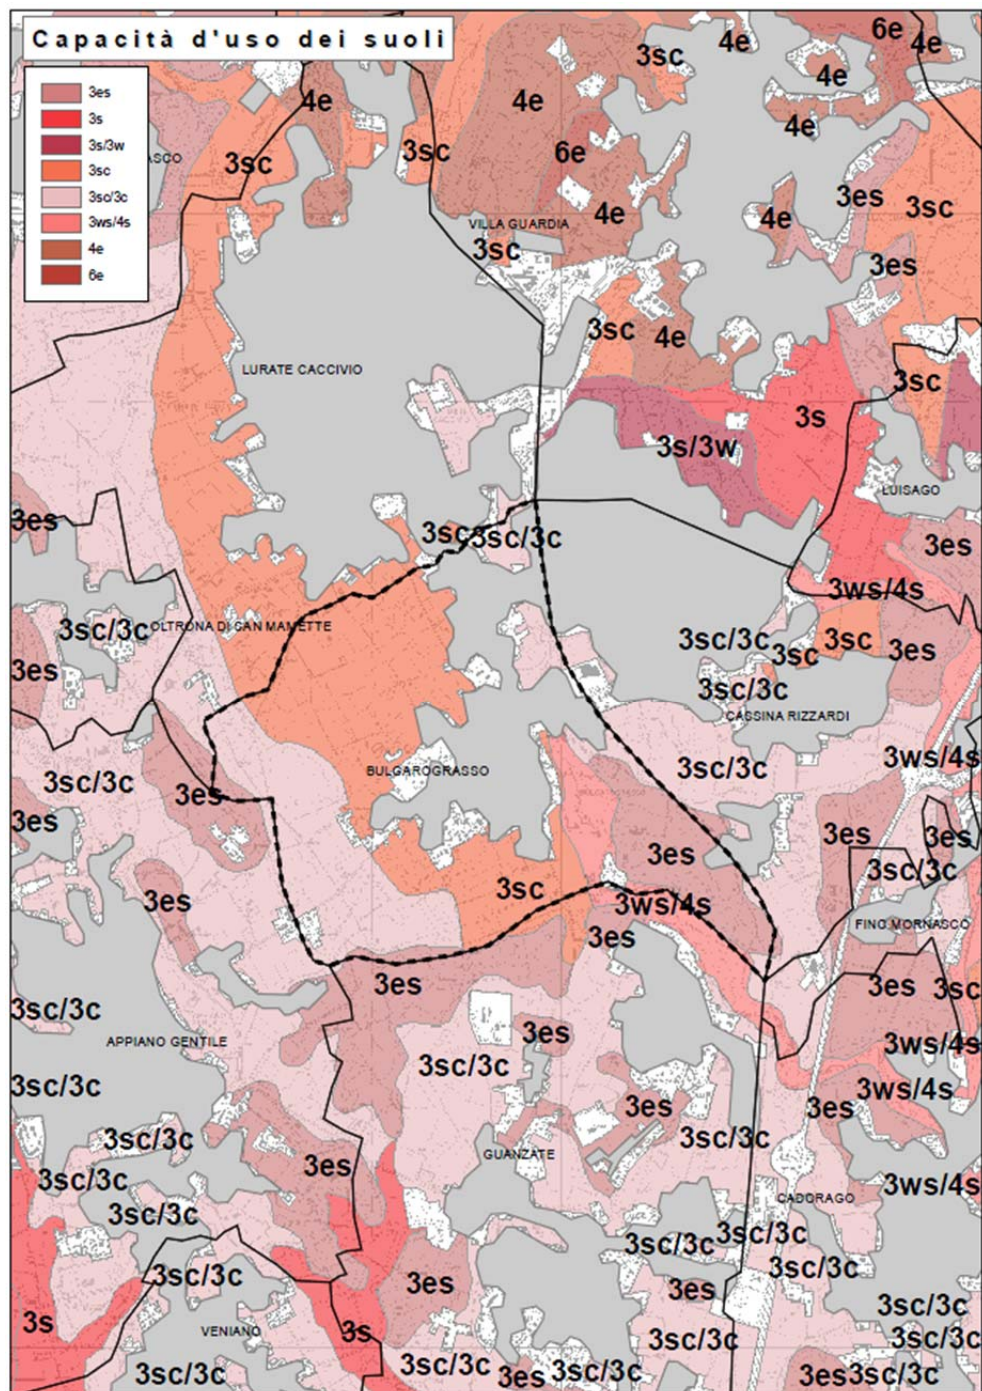 Capacità d'uso dei suoli
3es
3s
3s/3w
3sc
3sc/3c
3ws/4s
4e
6e
ASCO
4e
6e
4e
3sc
4e
4e
4e
4e
3sc
3sc
6e
3es
3sc
4e
4e
VILLA GUARDIA
3sc
3es
3sc
4e
LURATE CACCIVIO
3sc
3s
3s/3w
LUISAGO
3es
3sc
3sc/3c
3es
3ws/4s
3sc/3c
OLTRONA DI SAN MAMETTE
3sc/3c
3sc
3sc
3es
3es
3sc/3c
CASSINA RIZZARDI
BULGAROGRASSO
3sc/3c
3ws/4s
3sc/3c
3es
3es
3es
3es
3es
3sc/3c
3es
3sc
3ws/4s
FINO MORNASCO
3es
3es
3es
3sc
3sc/3c
APPIANO GENTILE
3es
3ws/4s
3sc/3c
3sc/3c
3ws/4s
3es
3es
3sc/3c
3sc/3c
GUANZATE
3es
3sc/3c
CADORAGO
3ws/4s
3sc/3c
3sc/3c
3sc/3c
3sc/3c
3sc/3c
3es
3es
3sc/3c
3s
VENIANO
3s
3sc/3c
3sc/3c
3sc/3c
3sc/3c
3es
3sc/3c
3es
3sc/3c